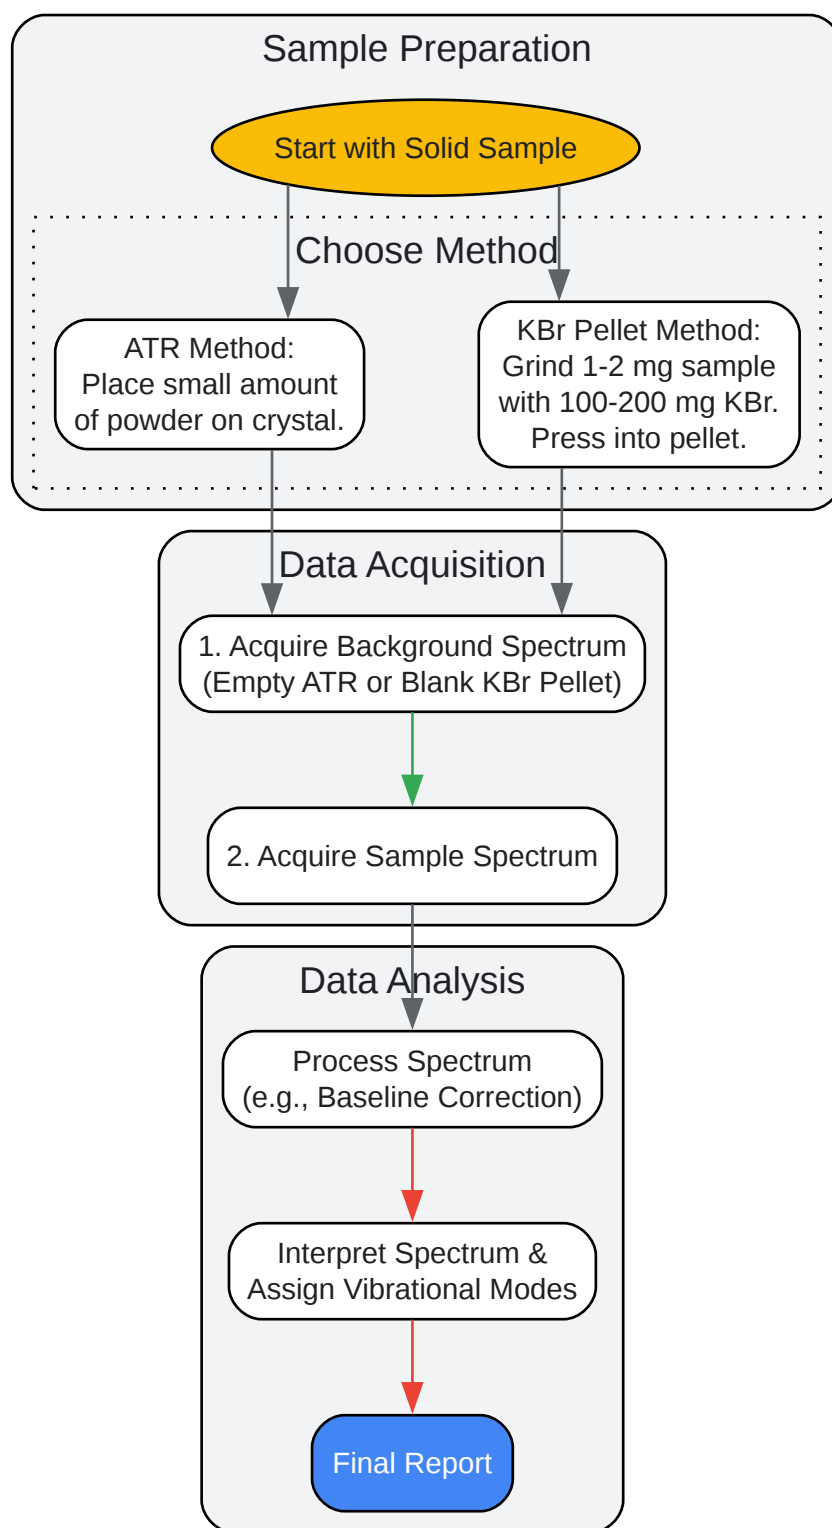 Sample Preparation
Start with Solid Sample
Choose Method
ATR Method:
Place small amount
of powder on crystal.
KBr Pellet Method:
Grind 1-2 mg sample
with 100-200 mg KBr.
Press into pellet.
Data Acquisition
1. Acquire Background Spectrum
(Empty ATR or Blank KBr Pellet)
2. Acquire Sample Spectrum
Data Analysis
Process Spectrum
(e.g., Baseline Correction)
Interpret Spectrum &
Assign Vibrational Modes
Final Report